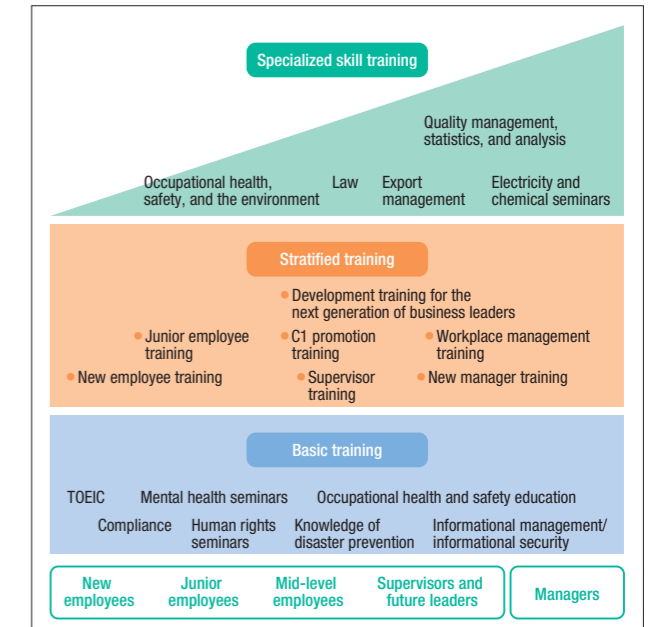 Specialized skill training
Quality management,
statistics, and analysis
Occupational health,
safety, and the environment
Law
Export
management
Electricity and
chemical seminars
Stratified training
Development training for the
next generation of business leaders
Junior employee
training
C1 promotion
training
Workplace management
training
New employee training
Supervisor
training
New manager training
Basic training
TOEIC
Mental health seminars
Occupational health and safety education
Compliance
Human rights
seminars
Knowledge of
disaster prevention
Informational management/
informational security
New
employees
Junior
employees
Mid-level
employees
Supervisors and
future leaders
Managers